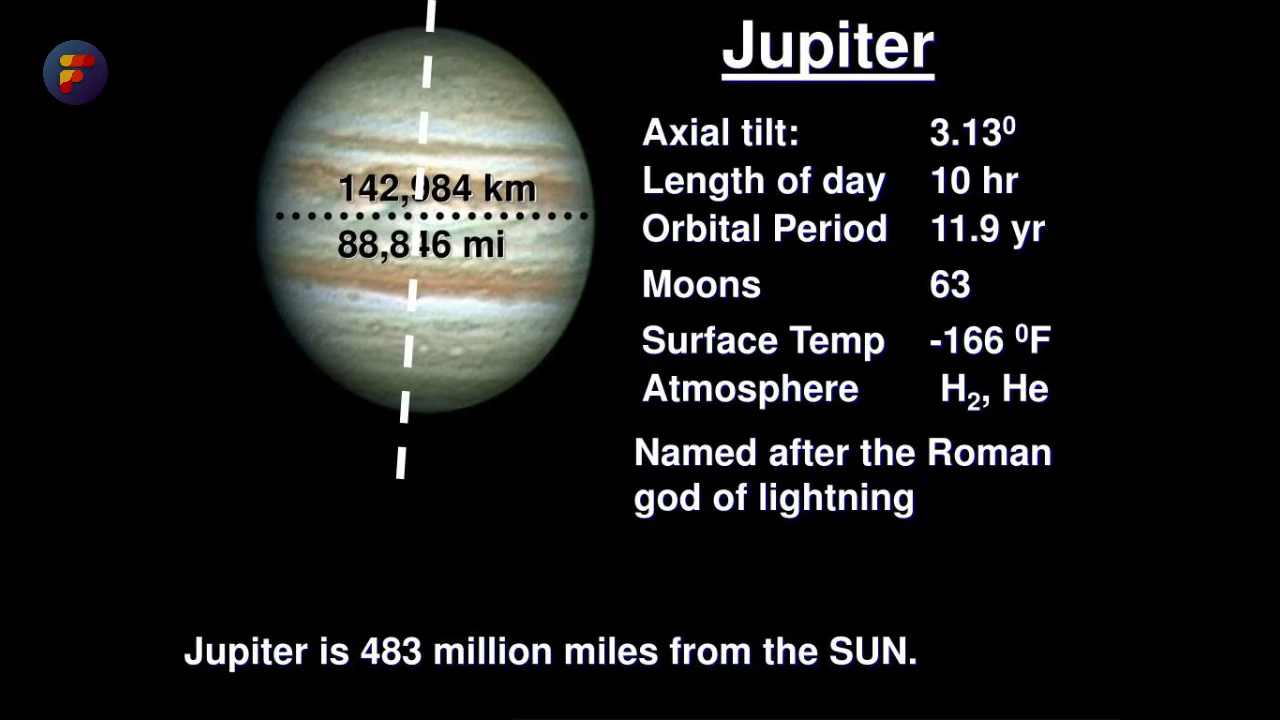 Jupiter
142,984 km
88,846 mi
Axial tilt: 3.13⁰
Length of day 10 hr
Orbital Period 11.9 yr
Moons 63
Surface Temp -166 ⁰F
Atmosphere H₂, He
Named after the Roman
god of lightning
Jupiter is 483 million miles from the SUN.